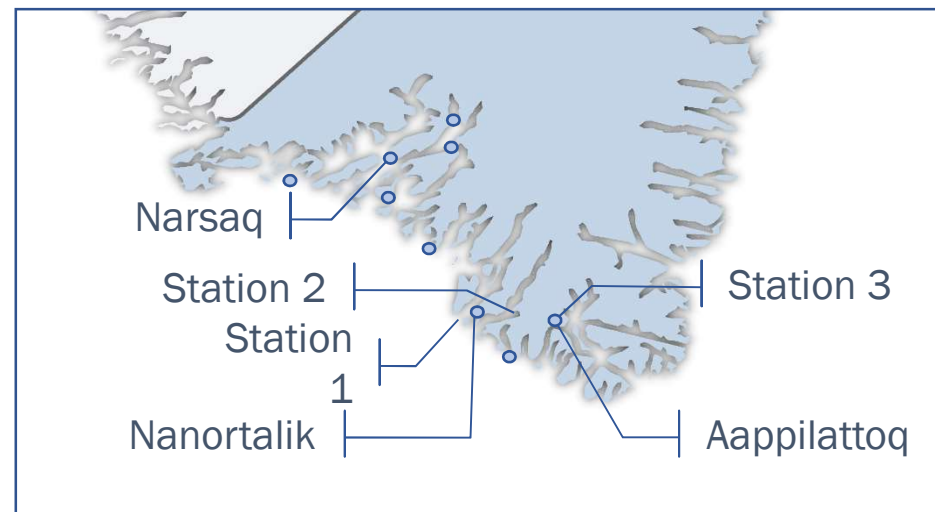 Narsaq
Station 2
Station 3
Station
1
Nanortalik
Aappilattoq